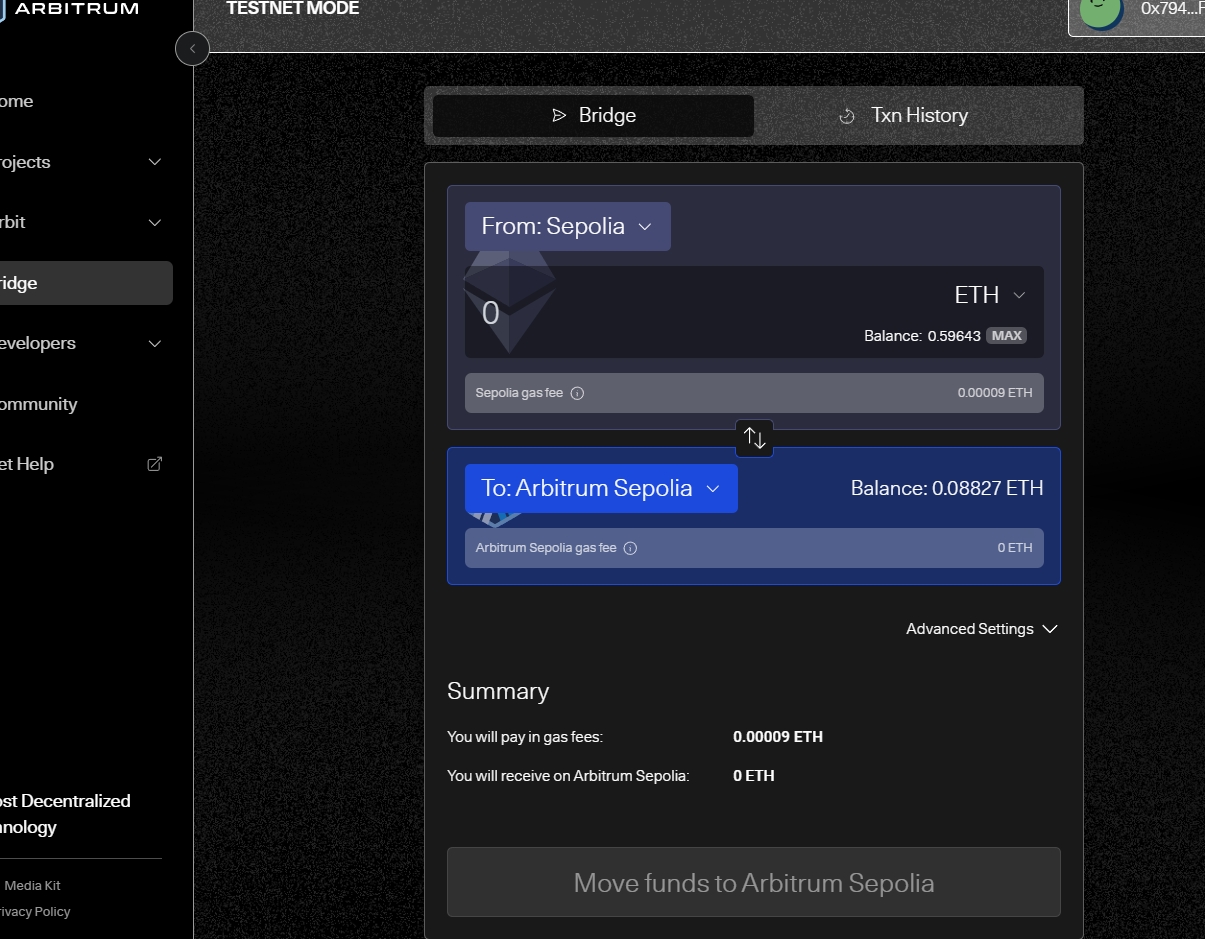 ARBITRUM
TESTNET MODE
0x794...F
ome
rojects
rbit
ridge
evelopers
ommunity
et Help
ost Decentralized
nnology
Media Kit
rivacy Policy
Bridge
Txn History
From: Sepolia
0
ETH
Balance: 0.59643 MAX
Sepolia gas fee 0.00009 ETH
To: Arbitrum Sepolia
Balance: 0.08827 ETH
Arbitrum Sepolia gas fee 0 ETH
Advanced Settings
Summary
You will pay in gas fees: 0.00009 ETH
You will receive on Arbitrum Sepolia: 0 ETH
Move funds to Arbitrum Sepolia